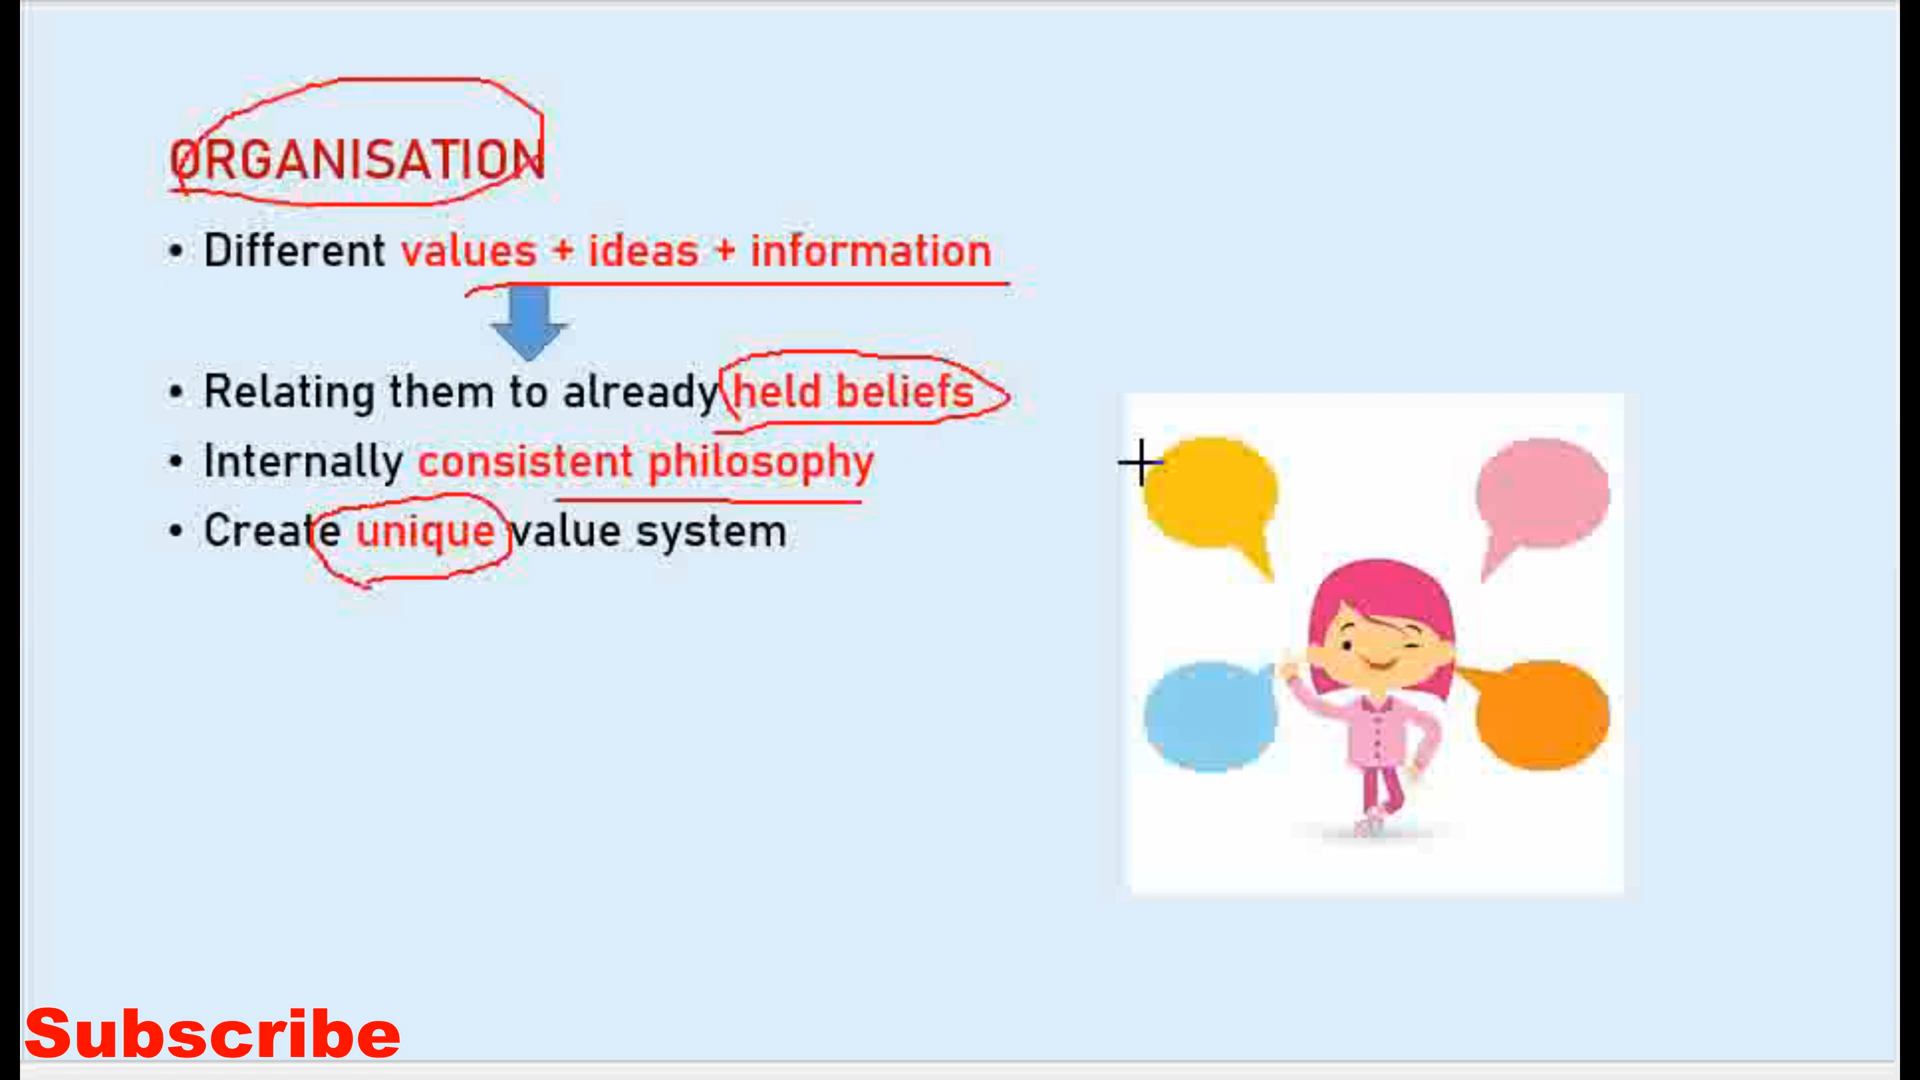 ORGANISATION
• Different values + ideas + information
• Relating them to already held beliefs
• Internally consistent philosophy
• Create unique value system
Subscribe